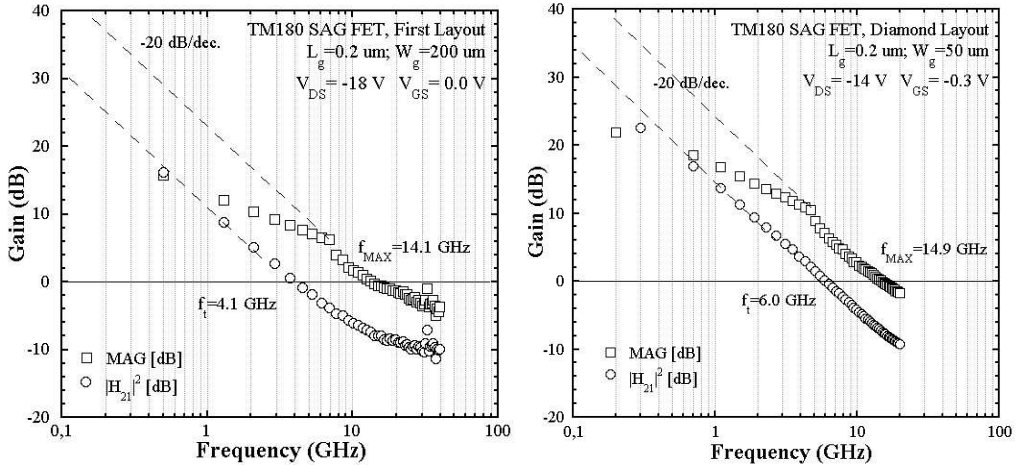 TM180 SAG FET, First Layout
L_g=0.2 um; W_g=200 um
V_DS= -18 V V_GS= 0.0 V
-20 dB/dec.
f_MAX=14.1 GHz
f_t=4.1 GHz
MAG [dB]
|H_21|^2 [dB]
Gain (dB)
40
30
20
10
0
-10
-20
0,1
1
10
100
Frequency (GHz)
TM180 SAG FET, Diamond Layout
L_g=0.2 um; W_g=50 um
V_DS= -14 V V_GS= -0.3 V
-20 dB/dec.
f_MAX=14.9 GHz
f_t=6.0 GHz
MAG [dB]
|H_21|^2 [dB]
Gain (dB)
40
30
20
10
0
-10
-20
0,1
1
10
100
Frequency (GHz)